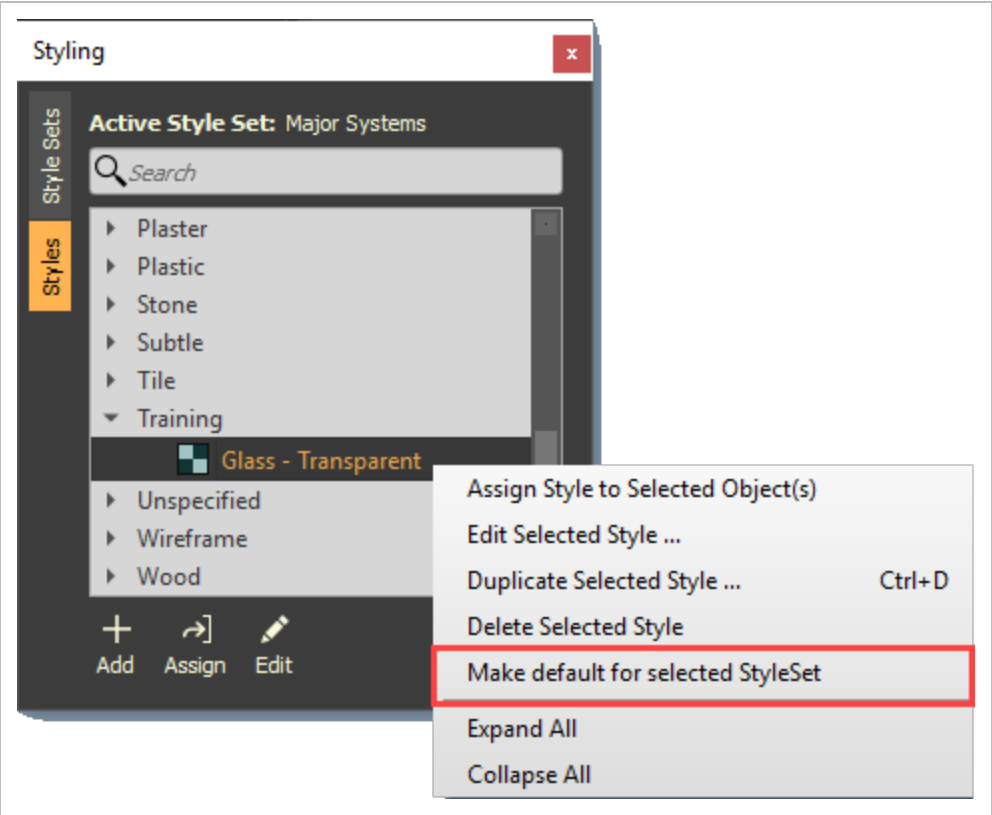 Styling
x
Style Sets
Styles
Active Style Set: Major Systems
Search
Plaster
Plastic
Stone
Subtle
Tile
Training
Glass - Transparent
Unspecified
Wireframe
Wood
Add Assign Edit
Assign Style to Selected Object(s)
Edit Selected Style ...
Duplicate Selected Style ... Ctrl+D
Delete Selected Style
Make default for selected StyleSet
Expand All
Collapse All